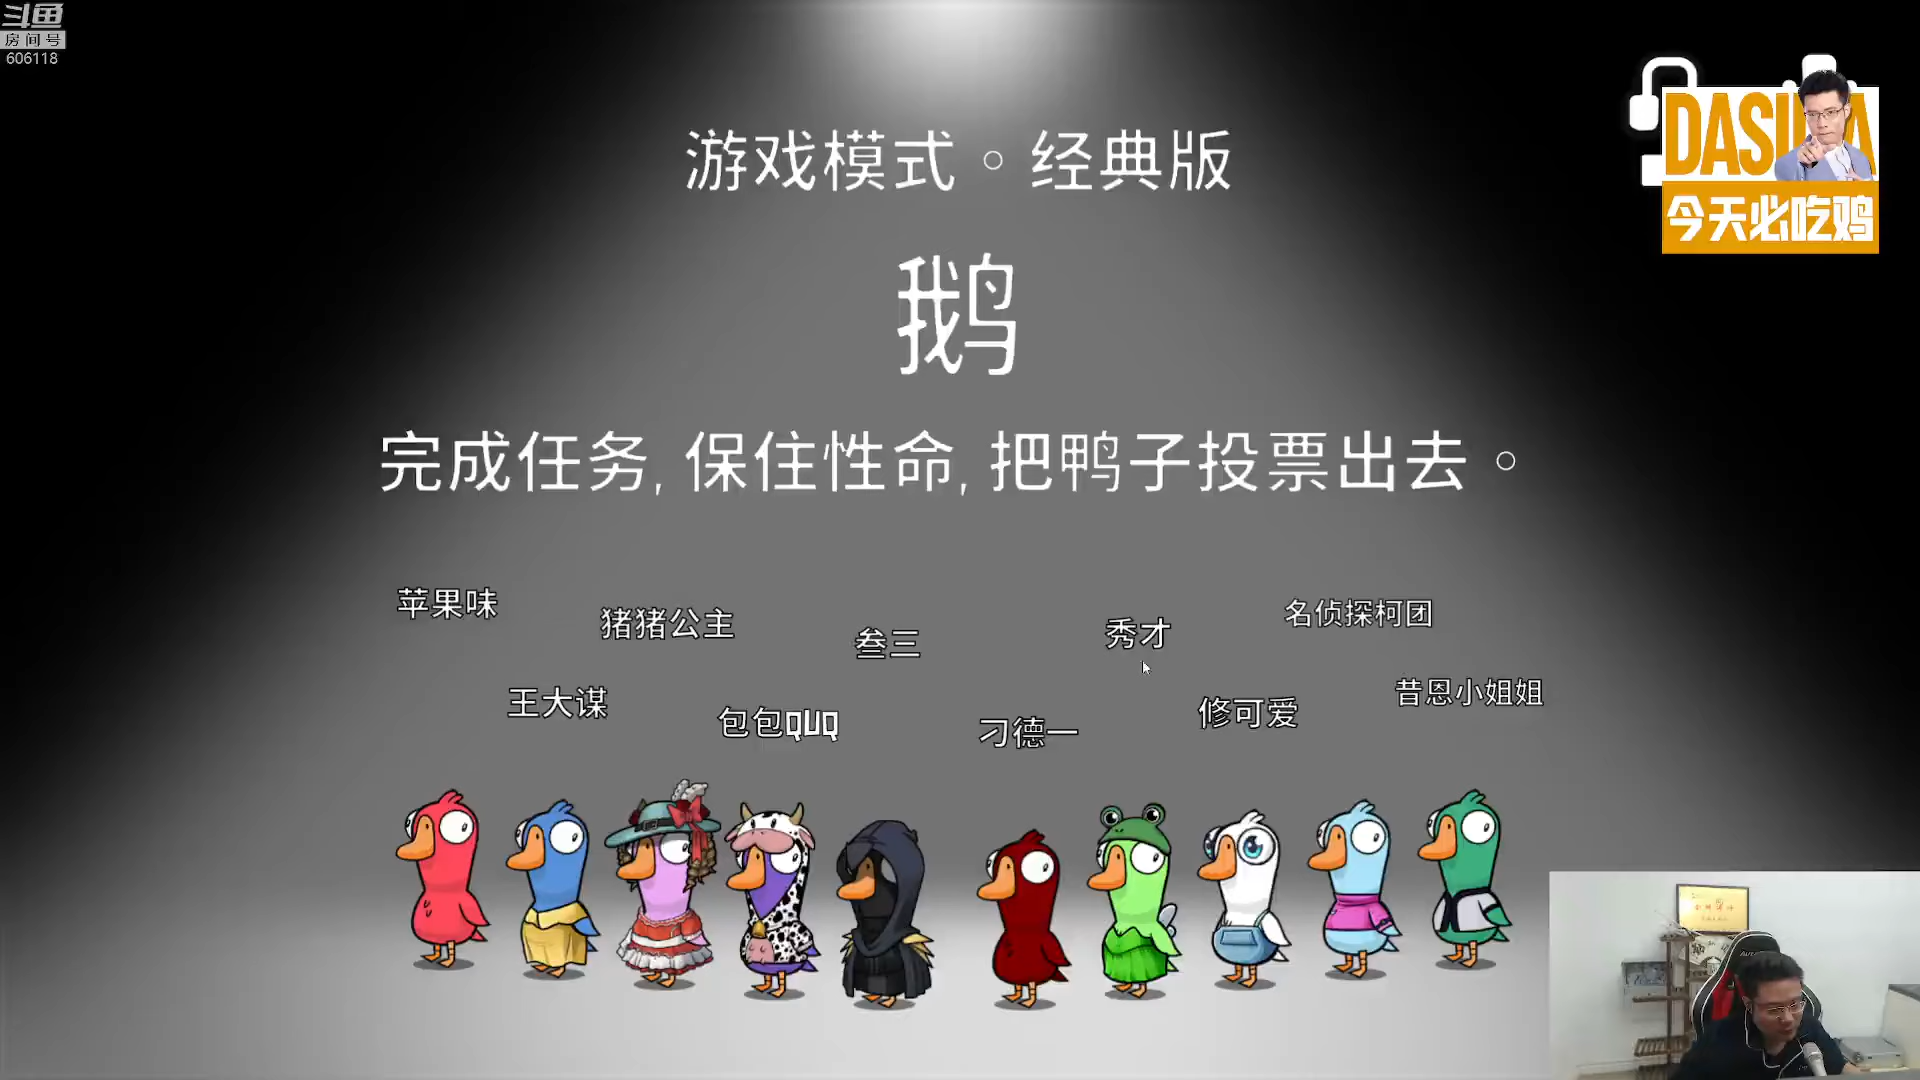 斗鱼
房间号
606118
DASI
A
今天必吃鸡
游戏模式。经典版
鹅
完成任务, 保住性命, 把鸭子投票出去。
苹果味
王大谋
猪猪公主
包包QUQ
叁三
刁德一
秀才
修可爱
名侦探柯团
昔恩小姐姐